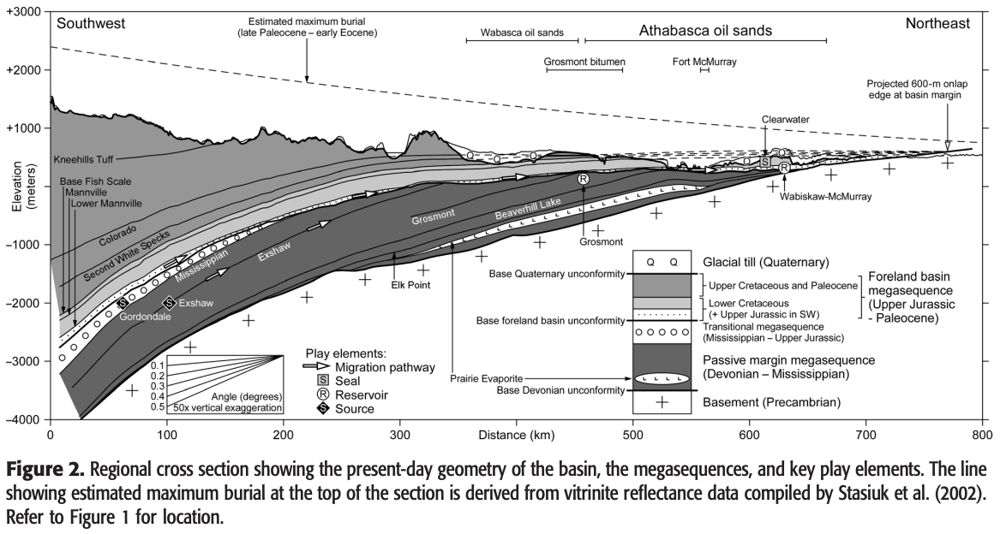 +3000
+2000
+1000
Elevation
(meters)
-1000
−2000
−3000
−4000
Southwest
Northeast
Estimated maximum burial
(late Paleocene – early Eocene)
Wabasca oil sands
Athabasca oil sands
Grosmont bitumen
Fort McMurray
Projected 600-m onlap
edge at basin margin
Clearwater
Kneehills Tuff
Base Fish Scale
Mannville
Lower Mannville
Colorado
Second White Specks
Mississippian
Exshaw
Grosmont
Beaverhill Lake
Q
Q
Q
Q
Q
Q
S
R
R
Wabiskaw-McMurray
Grosmont
Elk Point
S
Gordondale
S
Exshaw
0.1
0.2
0.3
0.4
0.5
Angle (degrees)
50x vertical exaggeration
Play elements:
Migration pathway
S Seal
R Reservoir
S Source
Prairie Evaporite
Q Q
Glacial till (Quaternary)
Base Quaternary unconformity
Upper Cretaceous and Paleocene
Lower Cretaceous
(+ Upper Jurassic in SW)
Foreland basin
megasequence
(Upper Jurassic
- Paleocene)
Base foreland basin unconformity
Transitional megasequence
(Mississippian – Upper Jurassic)
Passive margin megasequence
(Devonian – Mississippian)
Base Devonian unconformity
Basement (Precambrian)
0
100
200
300
Distance (km)
500
600
700
800
Figure 2. Regional cross section showing the present-day geometry of the basin, the megasequences, and key play elements. The line
showing estimated maximum burial at the top of the section is derived from vitrinite reflectance data compiled by Stasiuk et al. (2002).
Refer to Figure 1 for location.